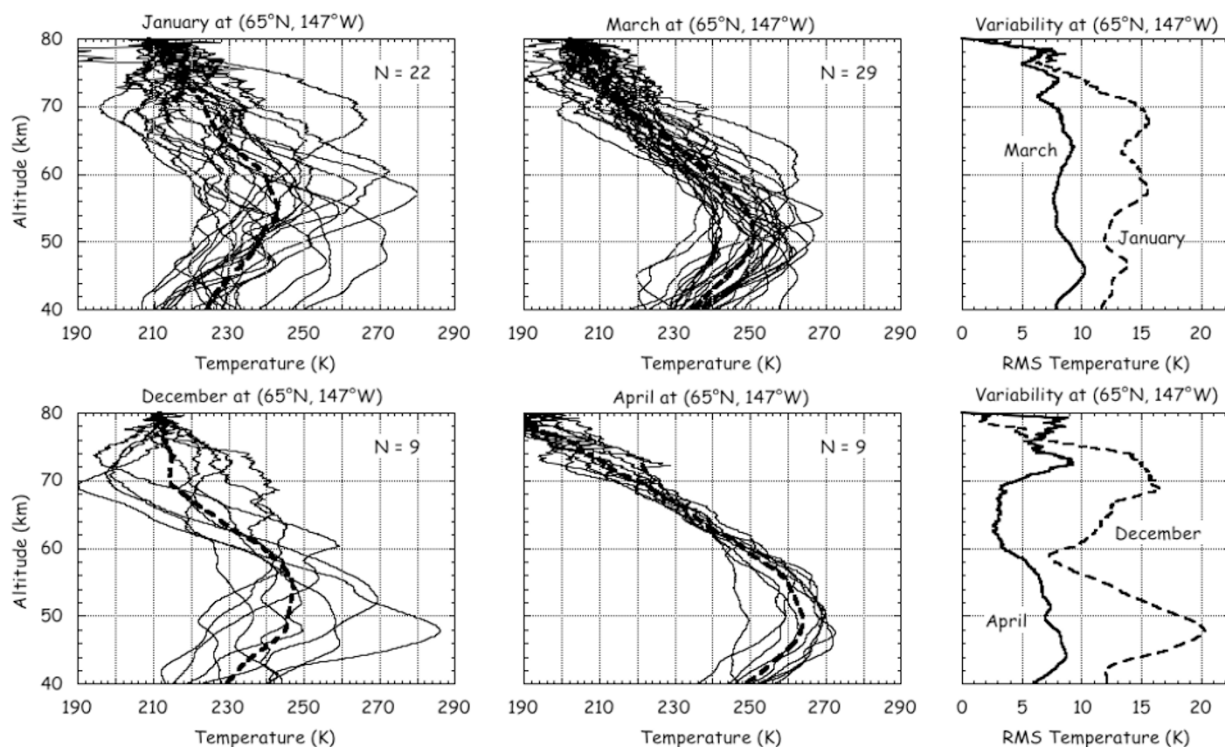 January at (65°N, 147°W)
March at (65°N, 147°W)
Variability at (65°N, 147°W)
80
70
60
50
40
Altitude (km)
N = 22
N = 29
March
January
190 210 230 250 270 290
190 210 230 250 270 290
0 5 10 15 20
Temperature (K)
Temperature (K)
RMS Temperature (K)
December at (65°N, 147°W)
April at (65°N, 147°W)
Variability at (65°N, 147°W)
80
70
60
50
40
Altitude (km)
N = 9
N = 9
December
April
190 210 230 250 270 290
190 210 230 250 270 290
0 5 10 15 20
Temperature (K)
Temperature (K)
RMS Temperature (K)